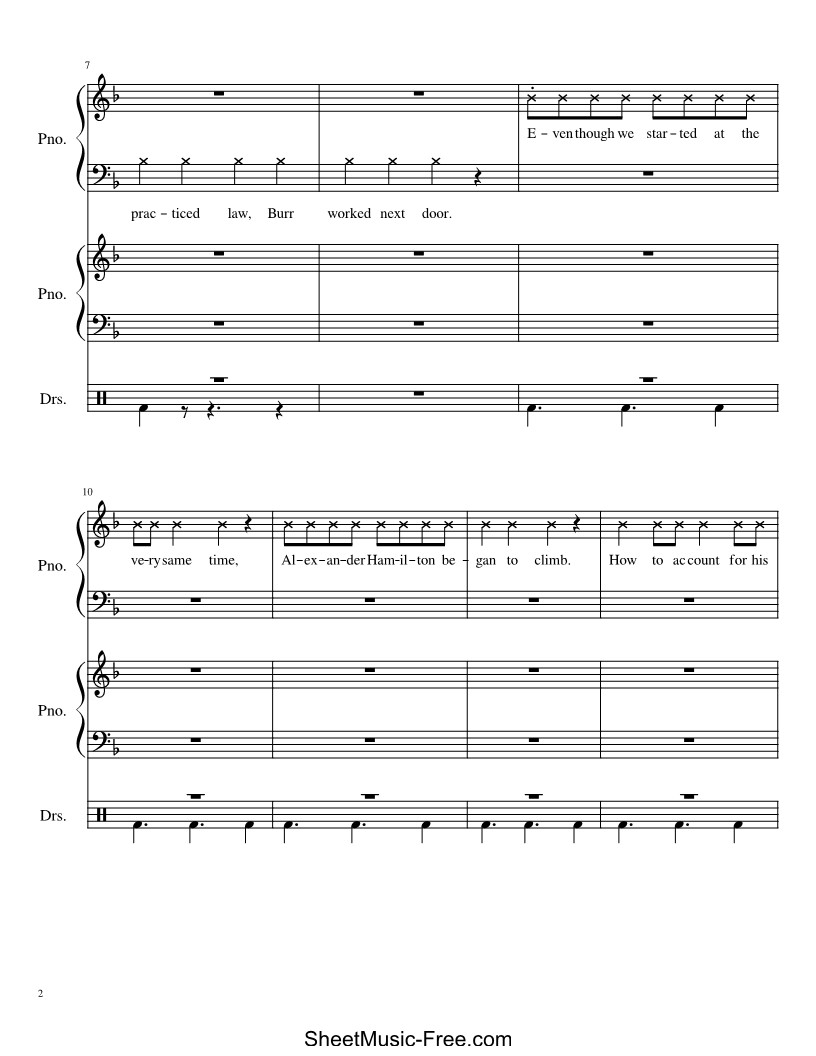 7
Pno.
E - ven though we star - ted at the
prac - ticed law, Burr worked next door.
Pno.
Drs.
10
Pno.
ve - ry same time, Al - ex - an - der Ham - il - ton be - gan to climb. How to ac count for his
Pno.
Drs.
2
SheetMusic-Free.com